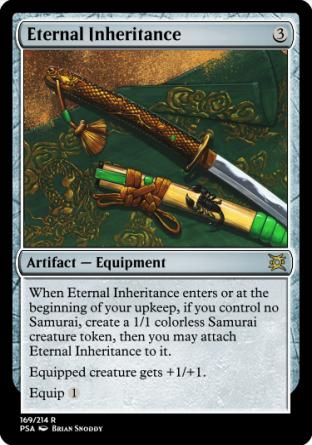 Eternal Inheritance 3
Artifact — Equipment
When Eternal Inheritance enters or at the
beginning of your upkeep, if you control no
Samurai, create a 1/1 colorless Samurai
creature token, then you may attach
Eternal Inheritance to it.
Equipped creature gets +1/+1.
Equip 1
169/214 R
PSA Brian Snoddy